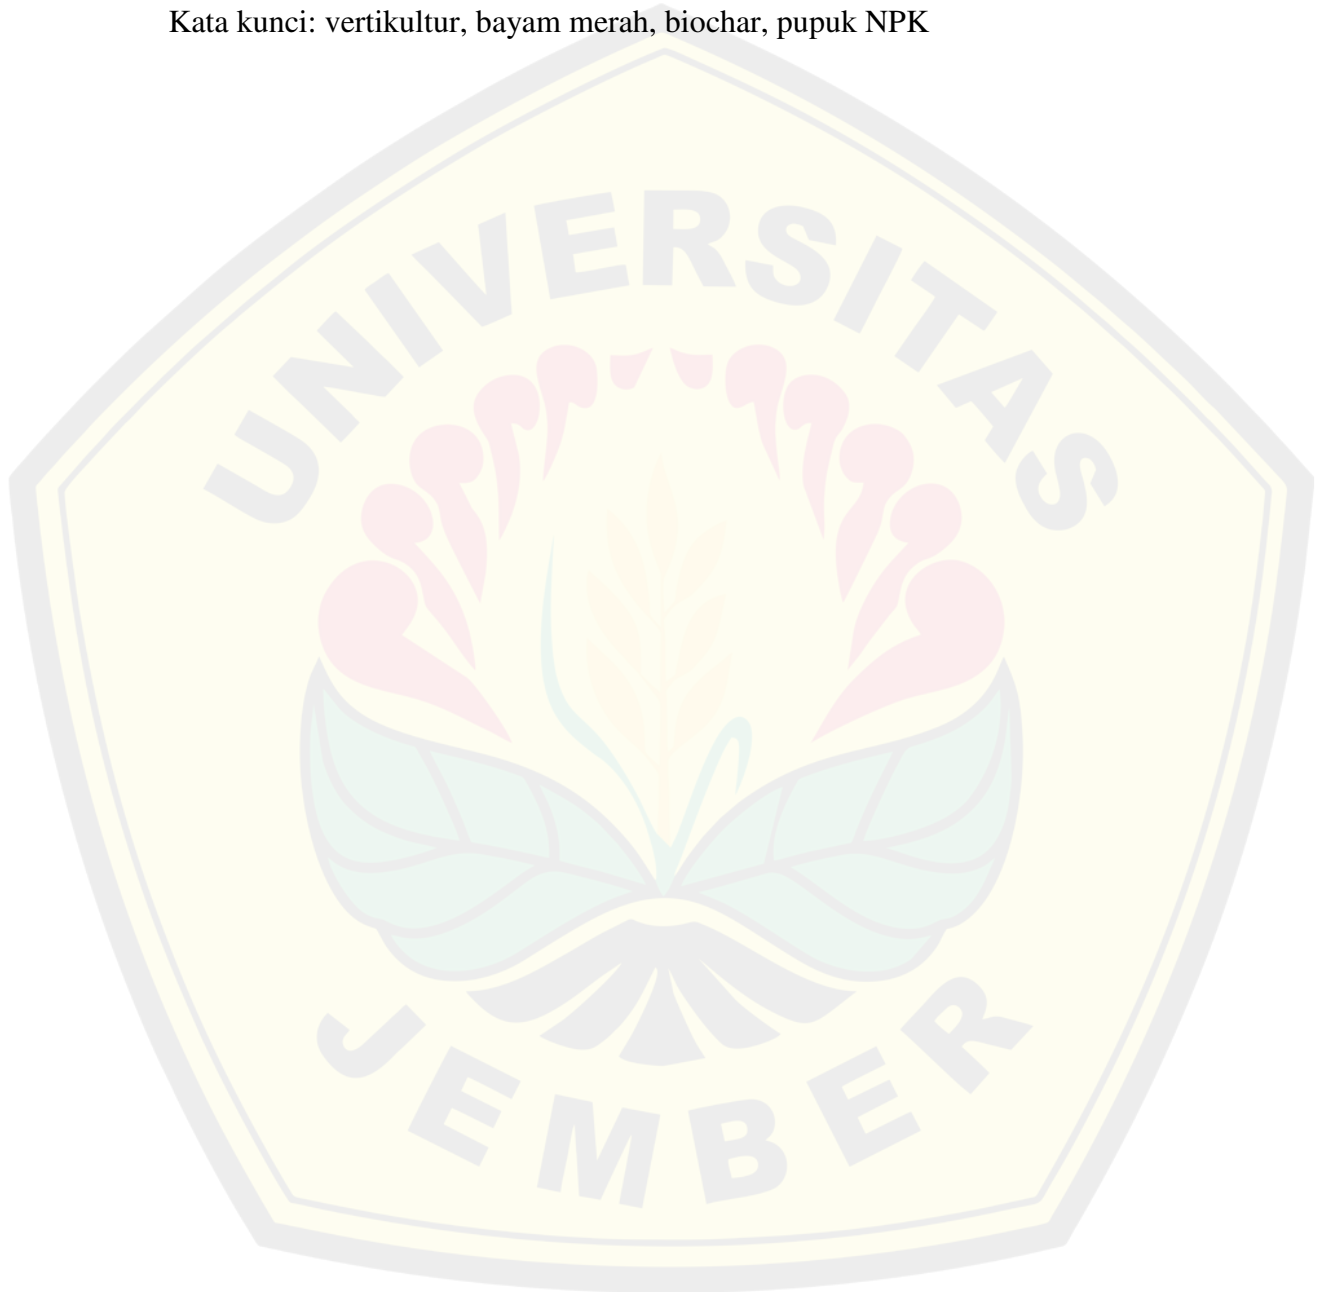 Kata kunci: vertikultur, bayam merah, biochar, pupuk NPK
UNIVERSITAS
JEMBER